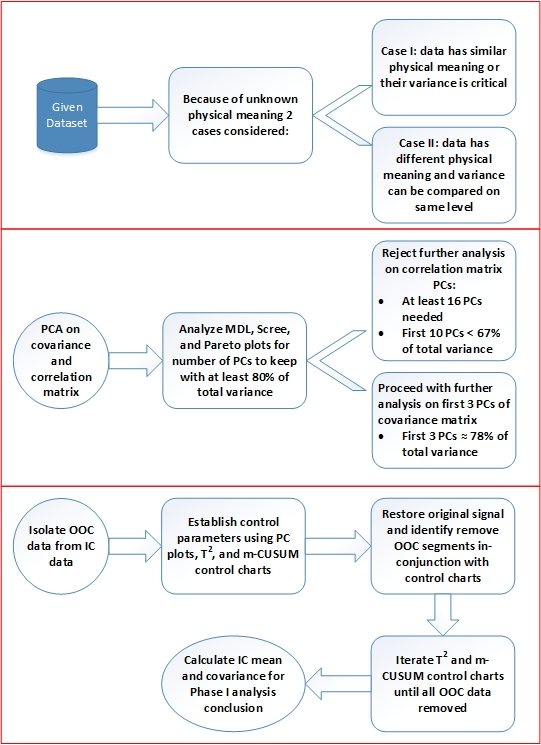 Given
Dataset
Because of unknown
physical meaning 2
cases considered:
Case I: data has similar
physical meaning or
their variance is critical
Case II: data has
different physical
meaning and variance
can be compared on
same level
PCA on
covariance
and
correlation
matrix
Analyze MDL, Scree,
and Pareto plots for
number of PCs to keep
with at least 80% of
total variance
Reject further analysis
on correlation matrix
PCs:
• At least 16 PCs
needed
• First 10 PCs < 67%
of total variance
Proceed with further
analysis on first 3 PCs of
covariance matrix
• First 3 PCs ≈ 78% of
total variance
Isolate OOC
data from IC
data
Establish control
parameters using PC
plots, T², and m-CUSUM
control charts
Restore original signal
and identify remove
OOC segments in-
conjunction with
control charts
Iterate T² and m-
CUSUM control charts
until all OOC data
removed
Calculate IC mean
and covariance for
Phase I analysis
conclusion